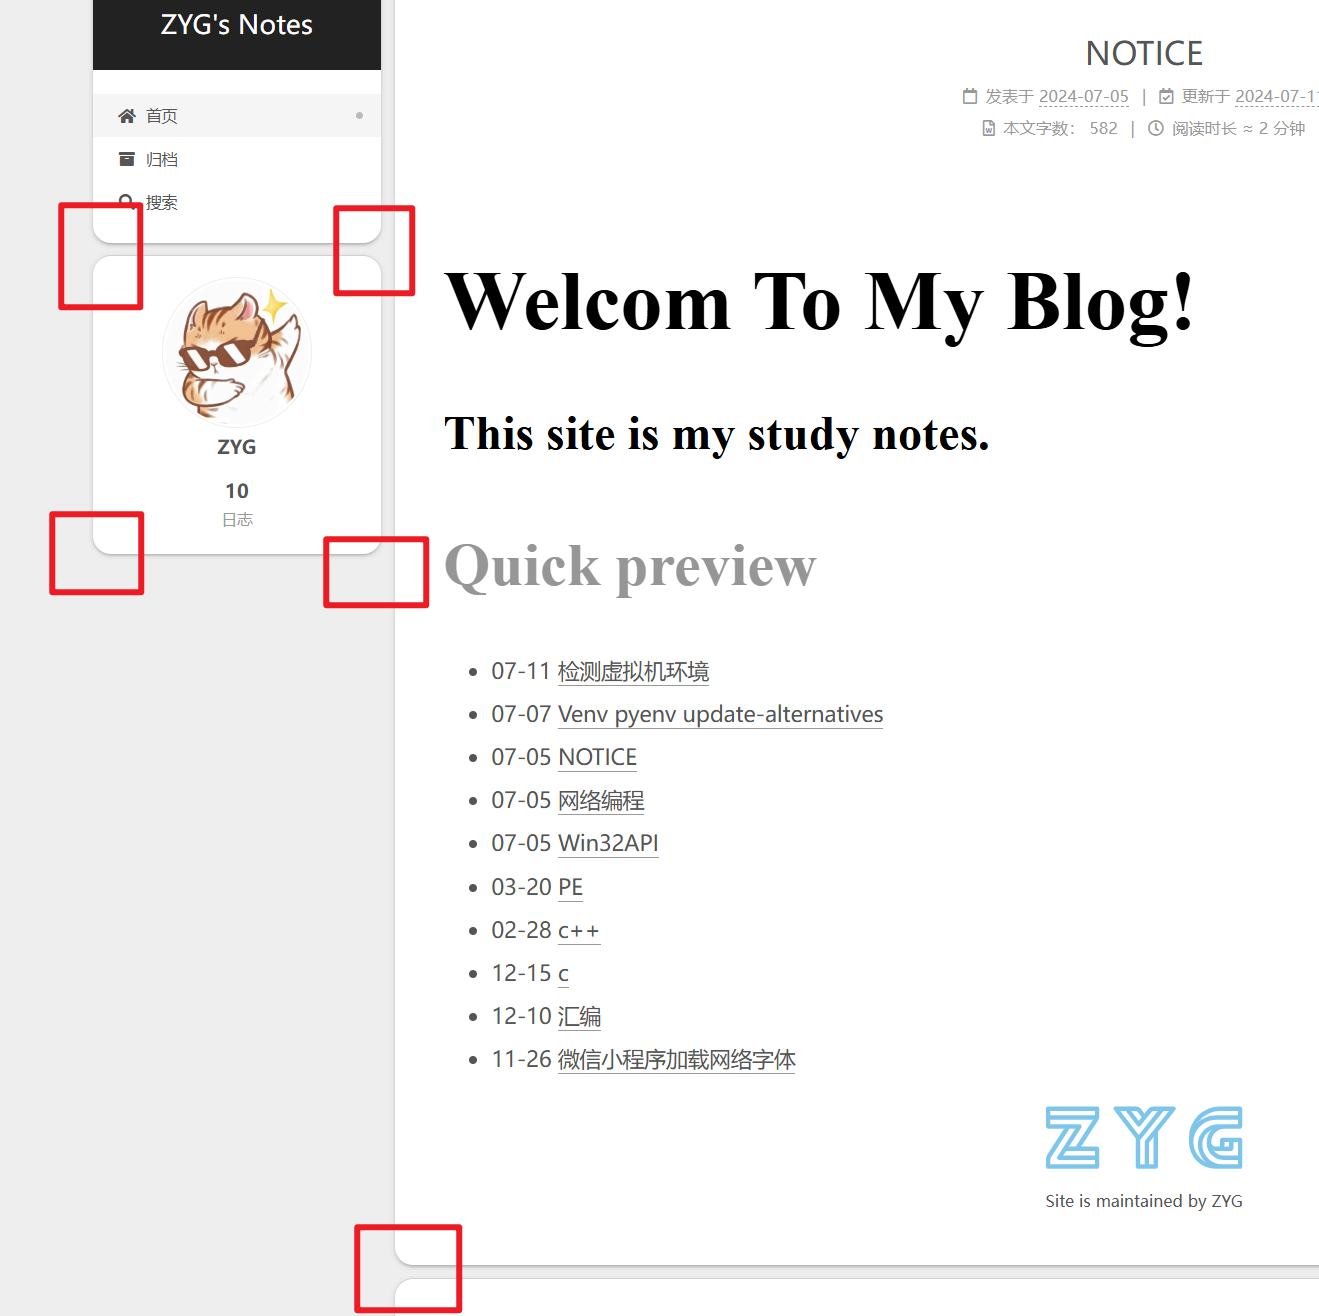 ZYG's Notes
首页
归档
搜索
ZYG
10
日志
NOTICE
发表于 2024-07-05 | 更新于 2024-07-11
本文字数： 582 | 阅读时长 ≈ 2 分钟
Welcom To My Blog!
This site is my study notes.
Quick preview
07-11 检测虚拟机环境
07-07 Venv pyenv update-alternatives
07-05 NOTICE
07-05 网络编程
07-05 Win32API
03-20 PE
02-28 c++
12-15 c
12-10 汇编
11-26 微信小程序加载网络字体
ZYG
Site is maintained by ZYG